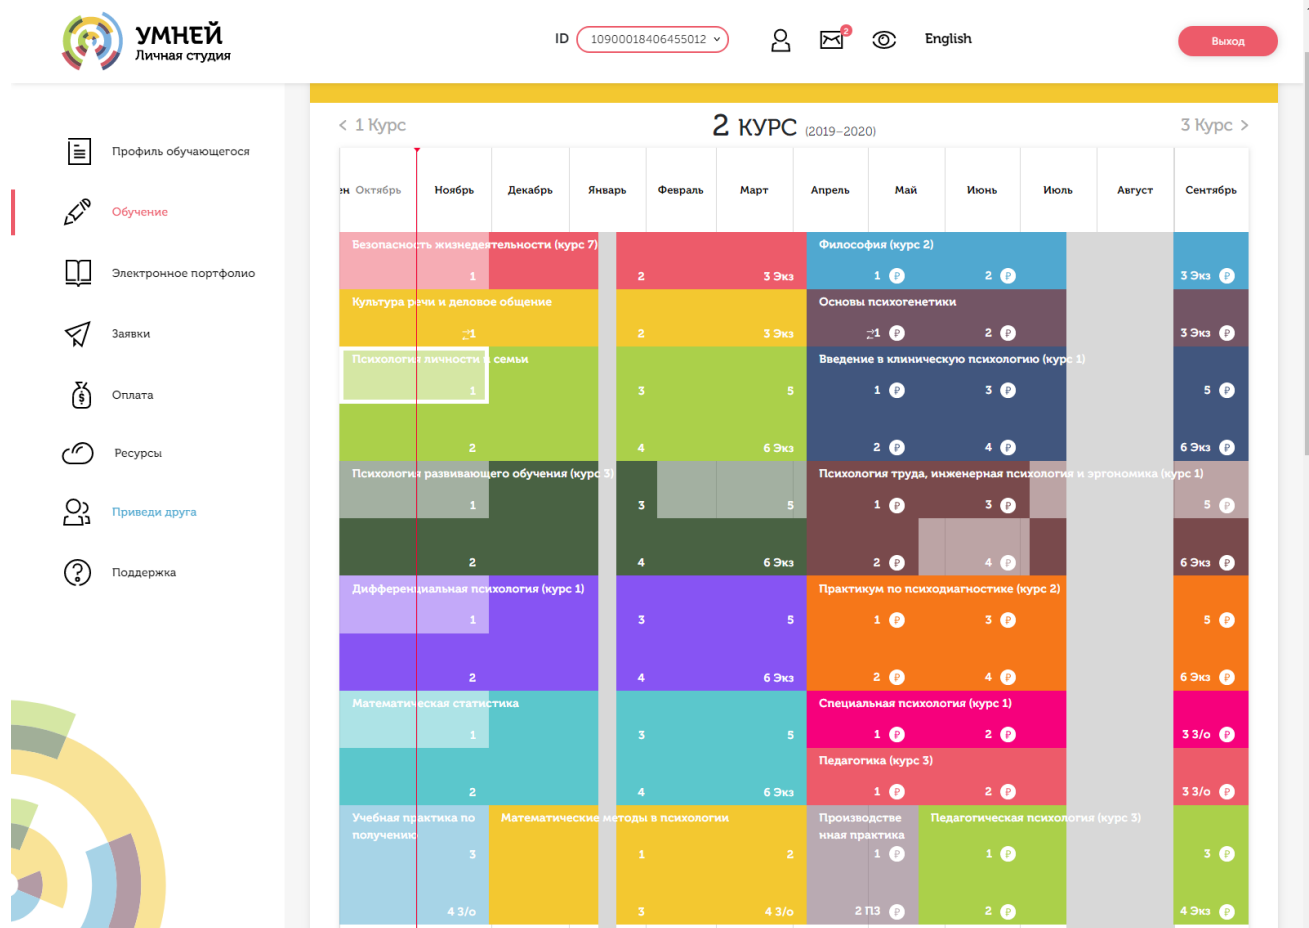 УМНЕЙ
Личная студия
ID 10900018406455012
2
English
Выход
Профиль обучающегося
Обучение
Электронное портфолио
Заявки
Оплата
Ресурсы
Приведи друга
Поддержка
< 1 Курс
2 КУРС (2019–2020)
3 Курс >
ен Октябрь Ноябрь Декабрь Январь Февраль Март Апрель Май Июнь Июль Август Сентябрь
Безопасность жизнедеятельности (курс 7) Философия (курс 2)
1 2 3 Экз 1 ₽ 2 ₽ 3 Экз ₽
Культура речи и деловое общение Основы психогенетики
1 2 3 Экз 1 ₽ 2 ₽ 3 Экз ₽
Психология личности и семьи Введение в клиническую психологию (курс 1)
1 3 5 1 ₽ 3 ₽ 5 ₽
2 4 6 Экз 2 ₽ 4 ₽ 6 Экз ₽
Психология развивающего обучения (курс 3) Психология труда, инженерная психология и эргономика (курс 1)
1 3 5 1 ₽ 3 ₽ 5 ₽
2 4 6 Экз 2 ₽ 4 ₽ 6 Экз ₽
Дифференциальная психология (курс 1) Практикум по психодиагностике (курс 2)
1 3 5 1 ₽ 3 ₽ 5 ₽
2 4 6 Экз 2 ₽ 4 ₽ 6 Экз ₽
Математическая статистика Специальная психология (курс 1)
1 3 5 1 ₽ 2 ₽ 3 З/о ₽
Педагогика (курс 3)
2 4 6 Экз 1 ₽ 2 ₽ 3 З/о ₽
Учебная практика по Математические методы в психологии Производстве Педагогическая психология (курс 3)
получению нная практика
3 1 2 1 ₽ 1 ₽ 3 ₽
4 З/о 3 4 З/о 2 ПЗ ₽ 2 ₽ 4 Экз ₽